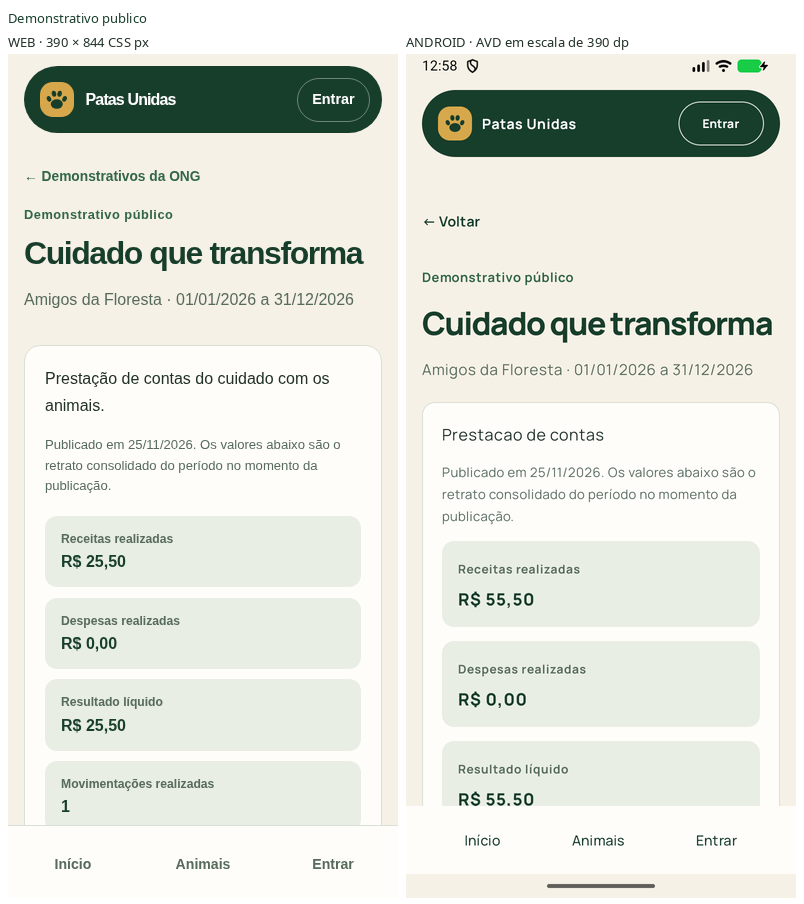 Demonstrativo publico
WEB · 390 × 844 CSS px
Patas Unidas
Entrar
← Demonstrativos da ONG
Demonstrativo público
Cuidado que transforma
Amigos da Floresta · 01/01/2026 a 31/12/2026
Prestação de contas do cuidado com os
animais.
Publicado em 25/11/2026. Os valores abaixo são o
retrato consolidado do período no momento da
publicação.
Receitas realizadas
R$ 25,50
Despesas realizadas
R$ 0,00
Resultado líquido
R$ 25,50
Movimentações realizadas
1
Início
Animais
Entrar
ANDROID · AVD em escala de 390 dp
12:58
Patas Unidas
Entrar
← Voltar
Demonstrativo público
Cuidado que transforma
Amigos da Floresta · 01/01/2026 a 31/12/2026
Prestacao de contas
Publicado em 25/11/2026. Os valores abaixo são o
retrato consolidado do período no momento da
publicação.
Receitas realizadas
R$ 55,50
Despesas realizadas
R$ 0,00
Resultado líquido
R$ 55,50
Início
Animais
Entrar